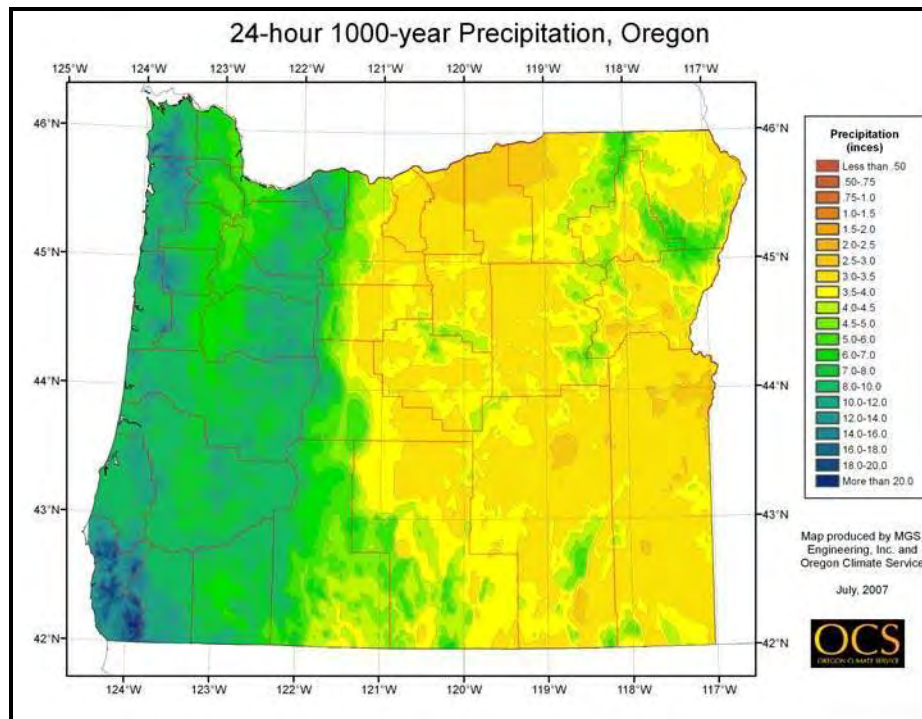 24-hour 1000-year Precipitation, Oregon
125°W 124°W 123°W 122°W 121°W 120°W 119°W 118°W 117°W
46°N 46°N
45°N 45°N
44°N 44°N
43°N 43°N
42°N 42°N
124°W 123°W 122°W 121°W 120°W 119°W 118°W 117°W
Precipitation
(inces)
Less than .50
.50-.75
.75-1.0
1.0-1.5
1.5-2.0
2.0-2.5
2.5-3.0
3.0-3.5
3.5-4.0
4.0-4.5
4.5-5.0
5.0-6.0
6.0-7.0
7.0-8.0
8.0-10.0
10.0-12.0
12.0-14.0
14.0-16.0
16.0-18.0
18.0-20.0
More than 20.0
Map produced by MGS
Engineering, Inc. and
Oregon Climate Service
July, 2007
OCS
OREGON CLIMATE SERVICE